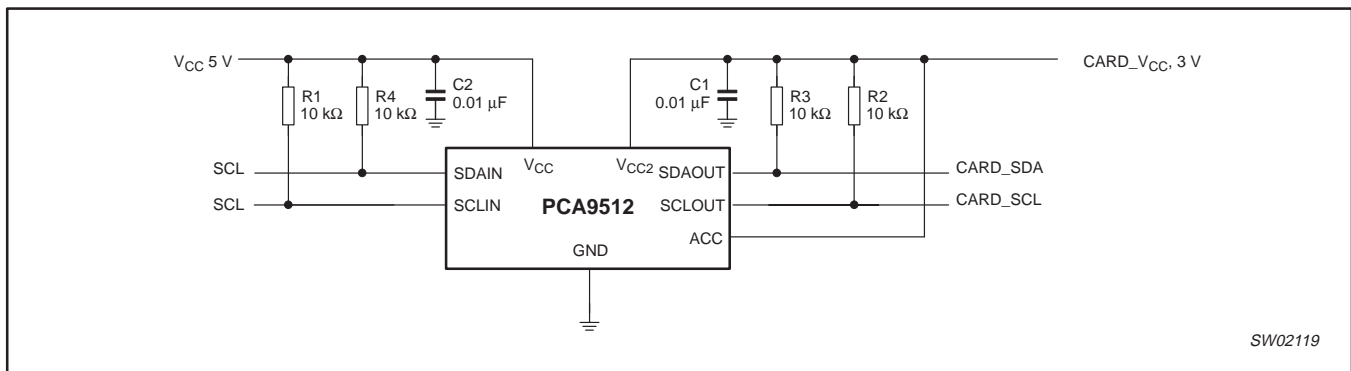 V_CC 5 V
CARD_V_CC, 3 V
R1
10 kΩ
R4
10 kΩ
C2
0.01 μF
C1
0.01 μF
R3
10 kΩ
R2
10 kΩ
SCL
SDAIN
V_CC
V_CC2
SDAOUT
CARD_SDA
SCL
SCLIN
PCA9512
SCLOUT
CARD_SCL
ACC
GND
SW02119